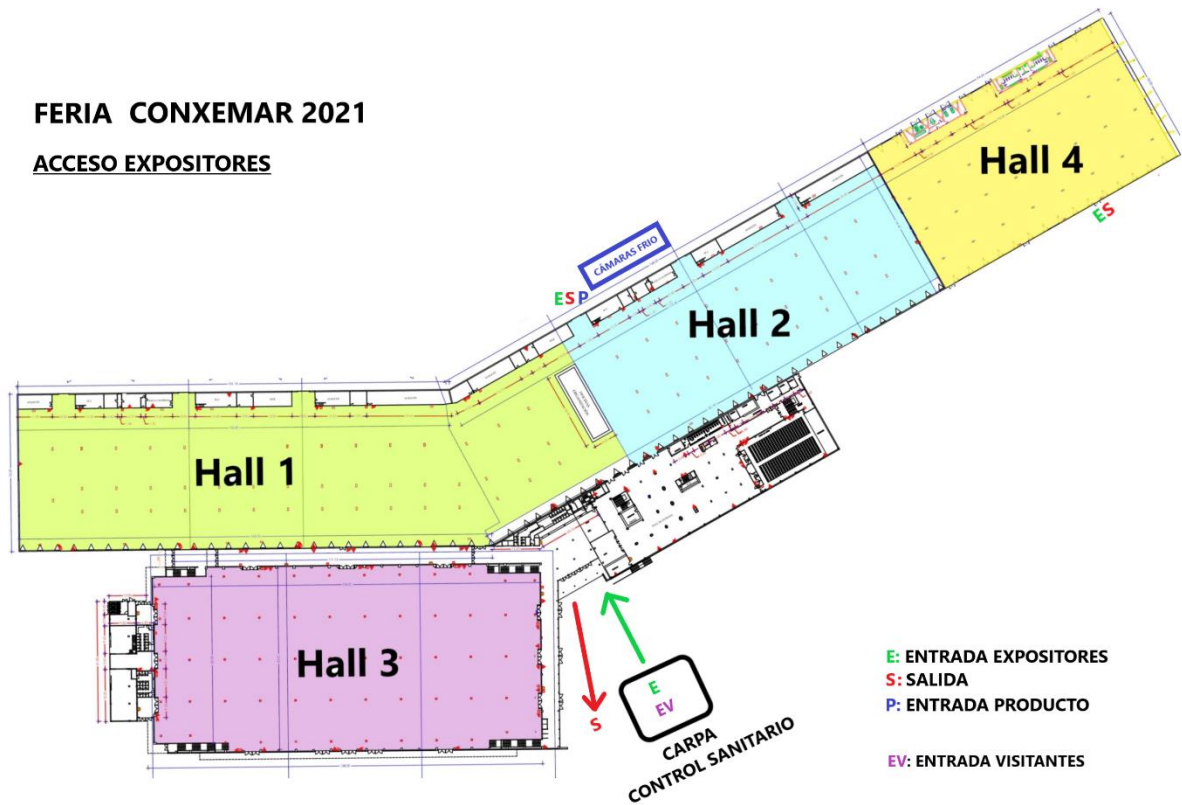 FERIA CONXEMAR 2021
ACCESO EXPOSITORES
Hall 4
ES
CÁMARAS FRIO
ESP
Hall 2
Hall 1
Hall 3
E
EV
S
CARPA
CONTROL SANITARIO
E: ENTRADA EXPOSITORES
S: SALIDA
P: ENTRADA PRODUCTO
EV: ENTRADA VISITANTES